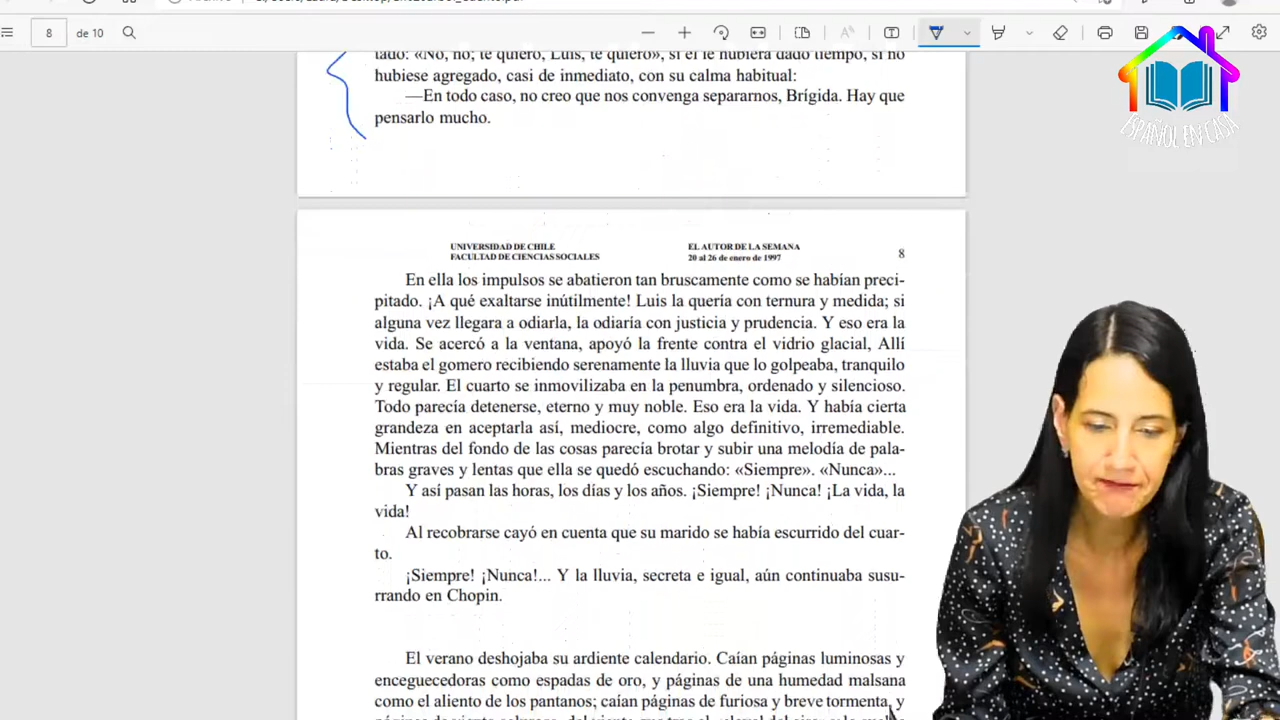 8
de 10
tado: «No, no; te quiero, Luis, te quiero», si él le hubiera dado tiempo, si no
hubiese agregado, casi de inmediato, con su calma habitual:
—En todo caso, no creo que nos convenga separarnos, Brígida. Hay que
pensarlo mucho.
ESPAÑOL EN CASA
UNIVERSIDAD DE CHILE
FACULTAD DE CIENCIAS SOCIALES
EL AUTOR DE LA SEMANA
20 al 26 de enero de 1997
8
En ella los impulsos se abatieron tan bruscamente como se habían preci-
pitado. ¡A qué exaltarse inútilmente! Luis la quería con ternura y medida; si
alguna vez llegara a odiarla, la odiaría con justicia y prudencia. Y eso era la
vida. Se acercó a la ventana, apoyó la frente contra el vidrio glacial, Allí
estaba el gomero recibiendo serenamente la lluvia que lo golpeaba, tranquilo
y regular. El cuarto se inmovilizaba en la penumbra, ordenado y silencioso.
Todo parecía detenerse, eterno y muy noble. Eso era la vida. Y había cierta
grandeza en aceptarla así, mediocre, como algo definitivo, irremediable.
Mientras del fondo de las cosas parecía brotar y subir una melodía de pala-
bras graves y lentas que ella se quedó escuchando: «Siempre». «Nunca»...
Y así pasan las horas, los días y los años. ¡Siempre! ¡Nunca! ¡La vida, la
vida!
Al recobrarse cayó en cuenta que su marido se había escurrido del cuar-
to.
¡Siempre! ¡Nunca!... Y la lluvia, secreta e igual, aún continuaba susu-
rrando en Chopin.
El verano deshojaba su ardiente calendario. Caían páginas luminosas y
enceguecedoras como espadas de oro, y páginas de una humedad malsana
como el aliento de los pantanos; caían páginas de furiosa y breve tormenta, y